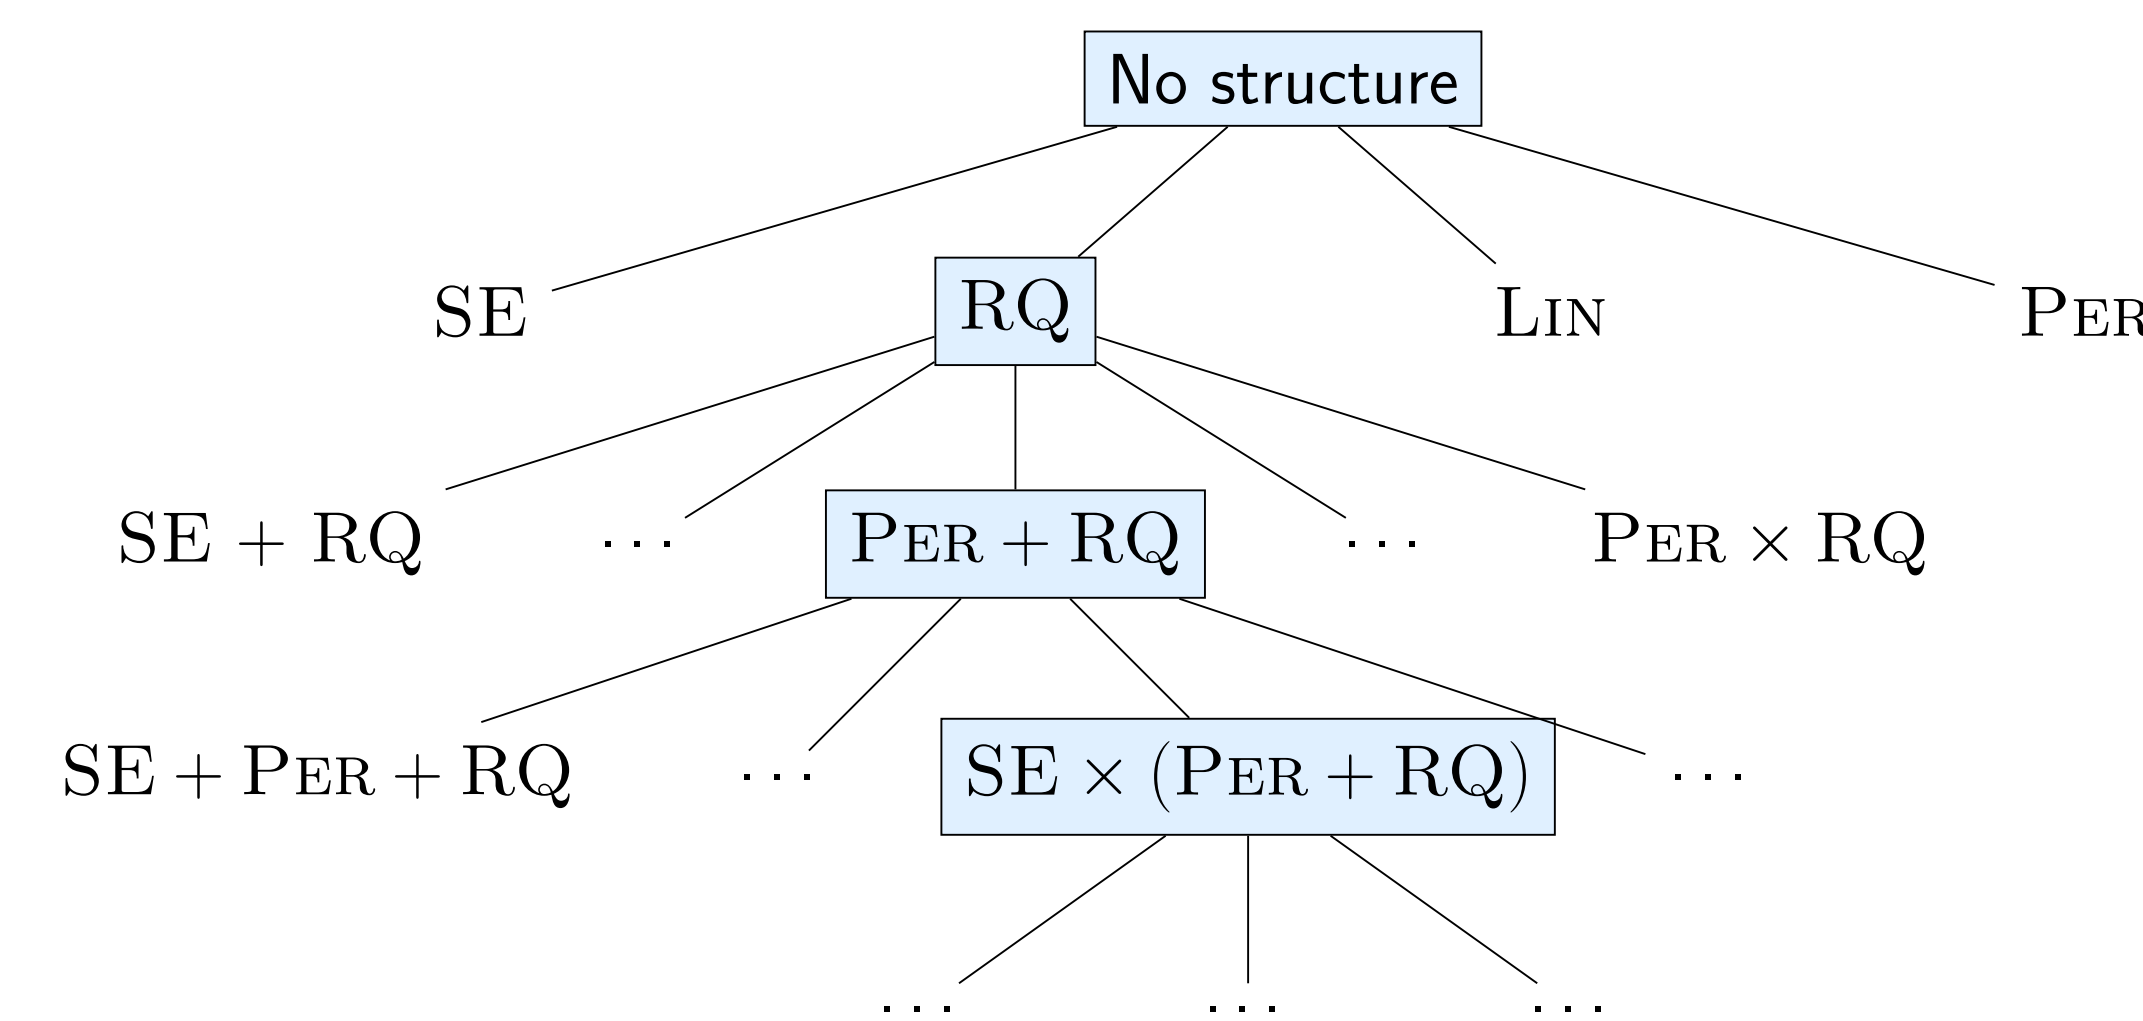 No structure
SE RQ LIN PER
SE + RQ ... PER + RQ ... PER × RQ
SE + PER + RQ ... SE × (PER + RQ) ...
... ... ...